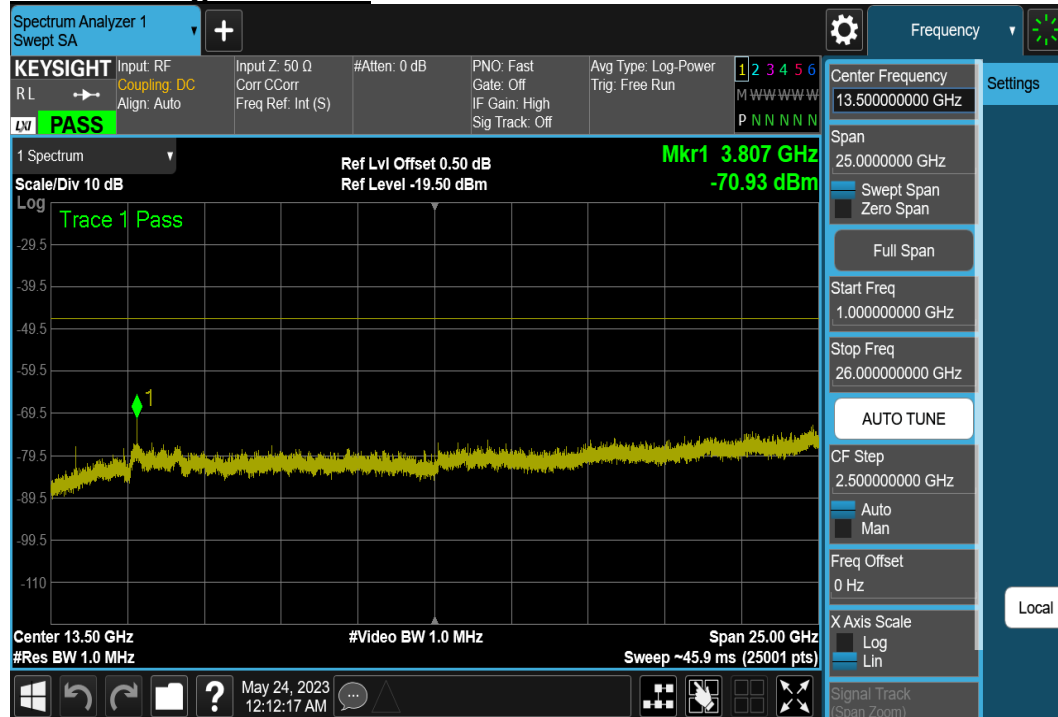 Spectrum Analyzer 1
Swept SA
+
Frequency
KEYSIGHT
RL
LXI
PASS
Input: RF
Coupling: DC
Align: Auto
Input Z: 50 Ω
Corr CCorr
Freq Ref: Int (S)
#Atten: 0 dB
PNO: Fast
Gate: Off
IF Gain: High
Sig Track: Off
Avg Type: Log-Power
Trig: Free Run
1 2 3 4 5 6
M W W W W W
P N N N N N
1 Spectrum
Scale/Div 10 dB
Ref Lvl Offset 0.50 dB
Ref Level -19.50 dBm
Mkr1 3.807 GHz
-70.93 dBm
Log
Trace 1 Pass
-29.5
-39.5
-49.5
-59.5
1
-69.5
-79.5
-89.5
-99.5
-110
Center 13.50 GHz
#Res BW 1.0 MHz
#Video BW 1.0 MHz
Span 25.00 GHz
Sweep ~45.9 ms (25001 pts)
?
May 24, 2023
12:12:17 AM
Center Frequency
13.500000000 GHz
Span
25.0000000 GHz
Swept Span
Zero Span
Full Span
Start Freq
1.000000000 GHz
Stop Freq
26.000000000 GHz
AUTO TUNE
CF Step
2.500000000 GHz
Auto
Man
Freq Offset
0 Hz
X Axis Scale
Log
Lin
Signal Track
(Span Zoom)
Settings
Local